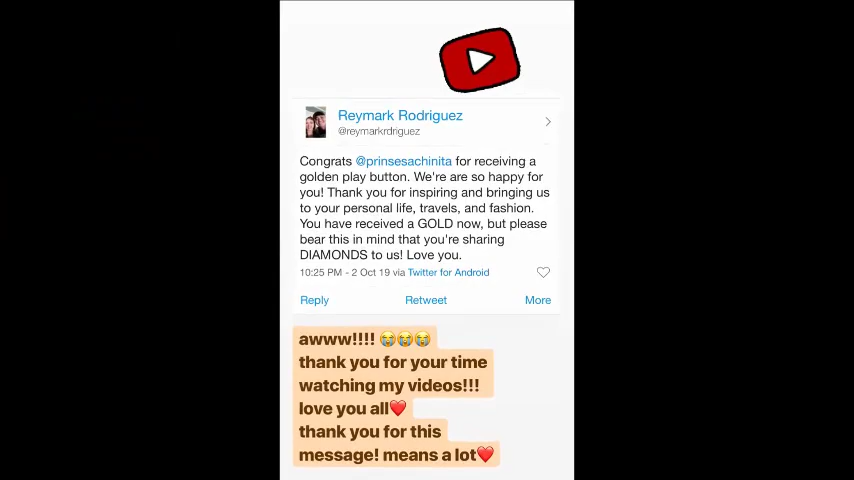 Reymark Rodriguez
@reymarkrdriguez
Congrats @prinsesachinita for receiving a
golden play button. We're are so happy for
you! Thank you for inspiring and bringing us
to your personal life, travels, and fashion.
You have received a GOLD now, but please
bear this in mind that you're sharing
DIAMONDS to us! Love you.
10:25 PM - 2 Oct 19 via Twitter for Android
Reply Retweet More
awww!!!! 😭😭😭
thank you for your time
watching my videos!!!
love you all❤️
thank you for this
message! means a lot❤️